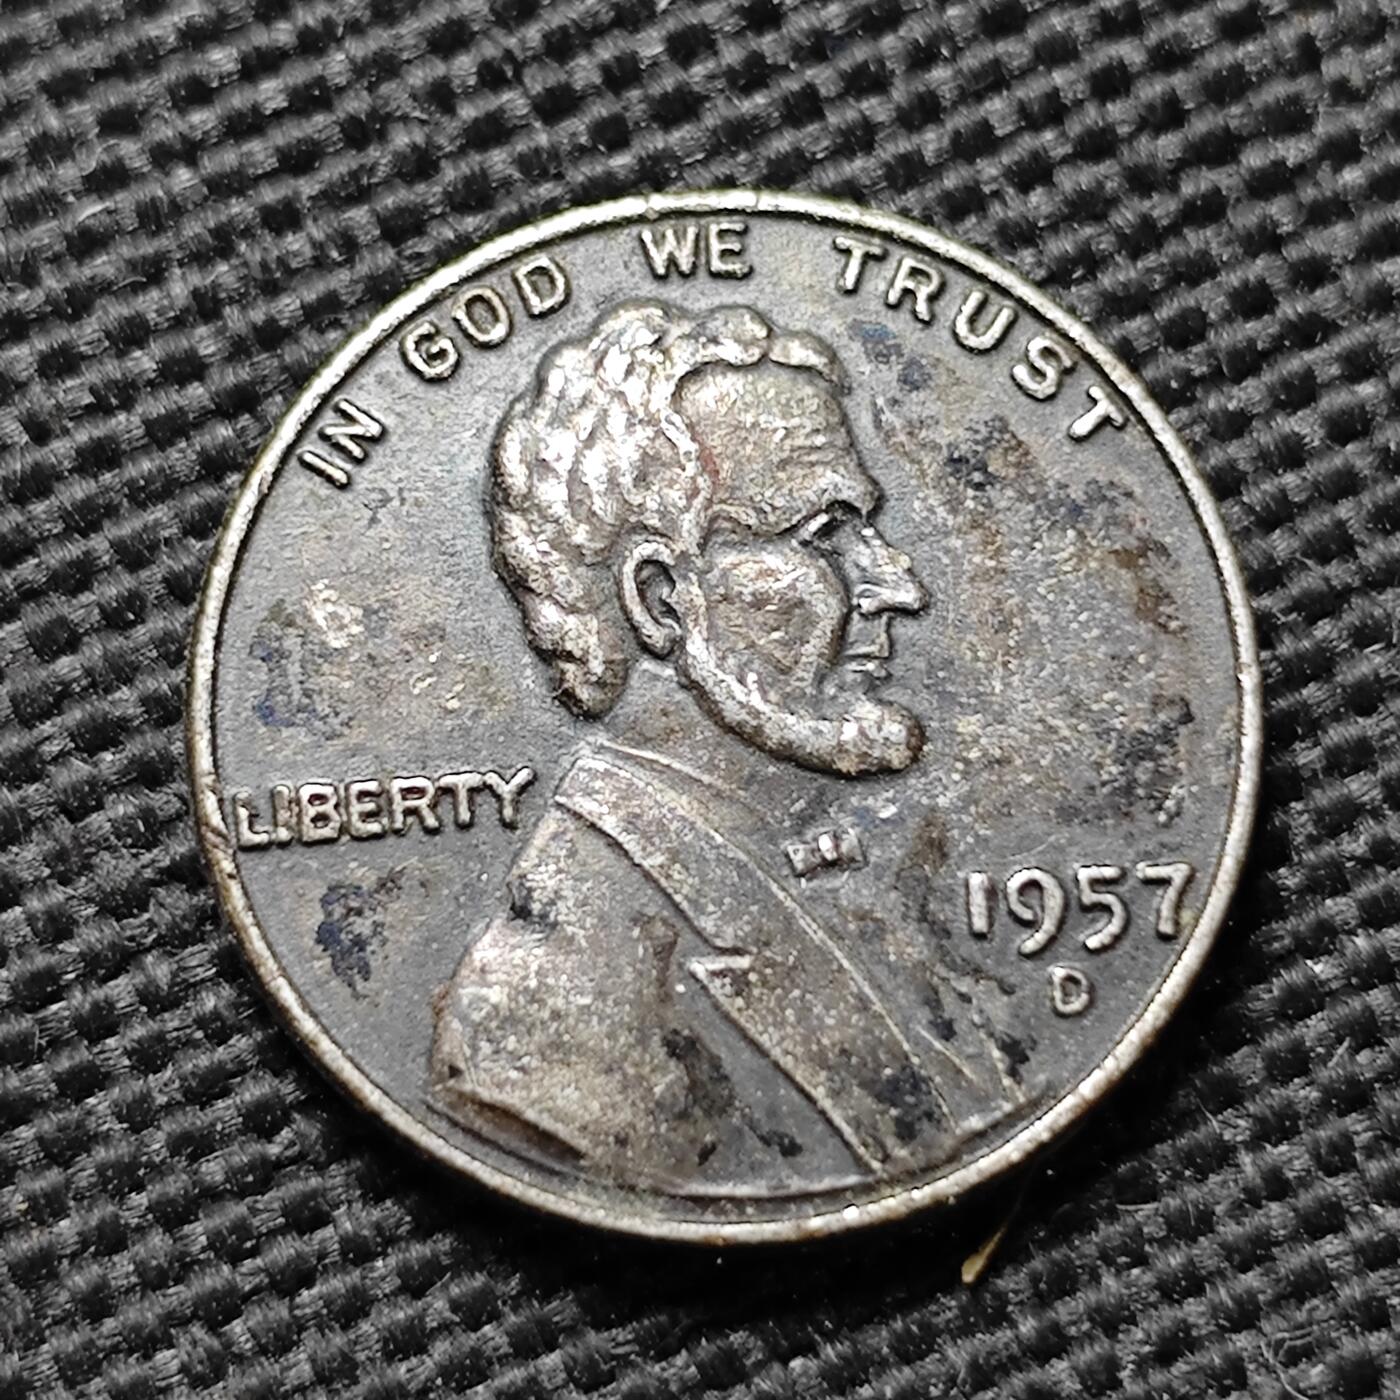 IN GOD WE TRUST
LIBERTY
1957
D